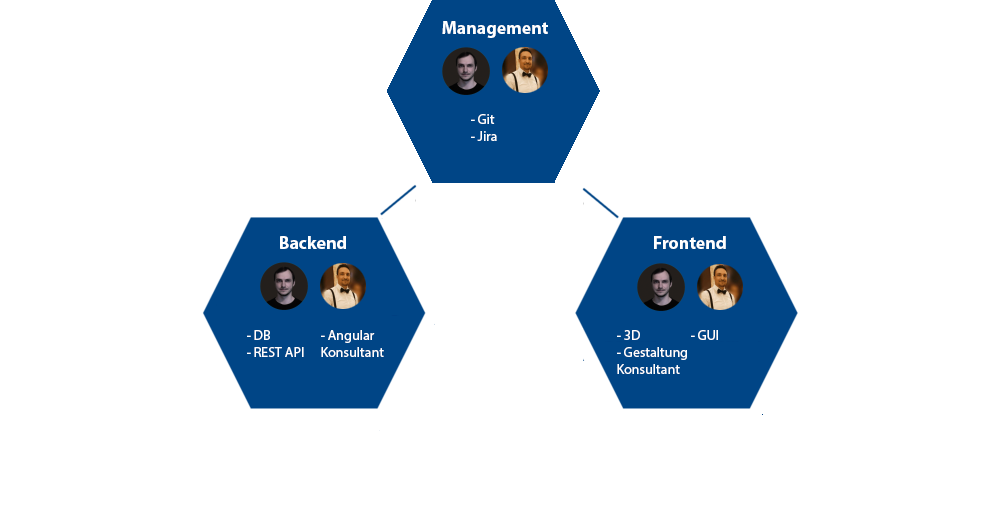 Management
- Git
- Jira
Backend
- DB
- REST API
- Angular
Konsultant
Frontend
- 3D
- Gestaltung
Konsultant
- GUI